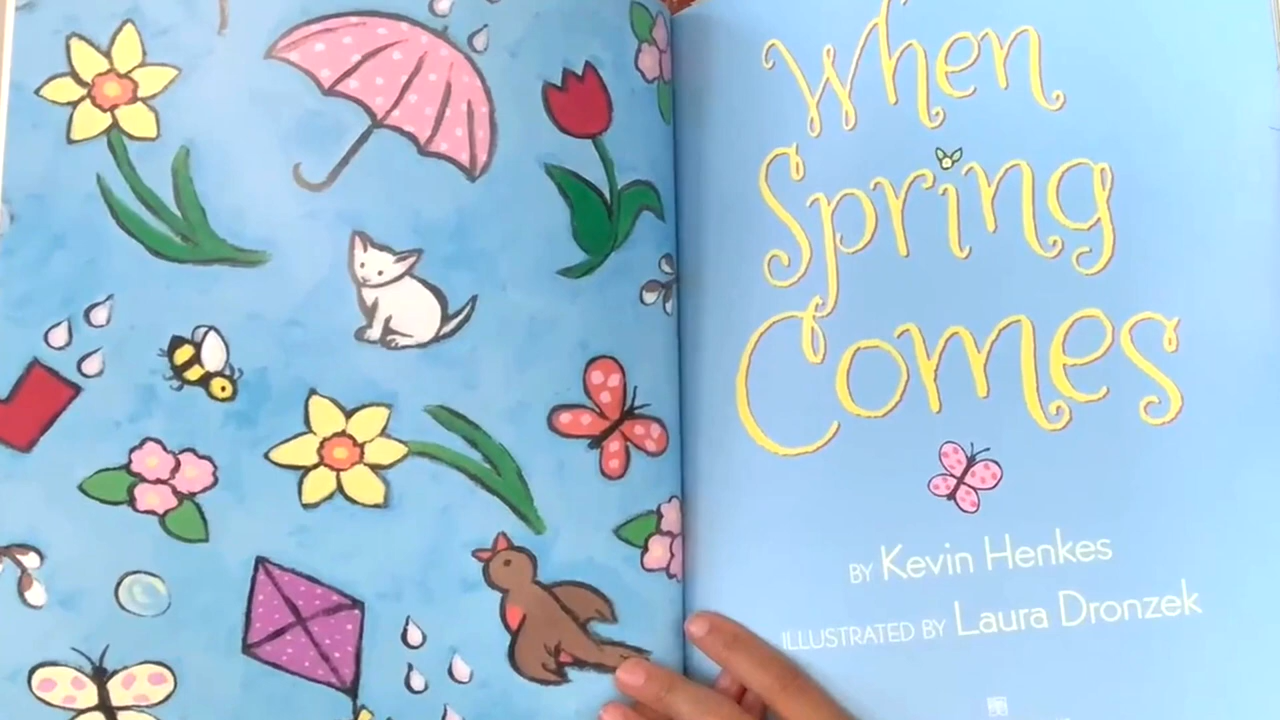 When
Spring
Comes
BY Kevin Henkes
ILLUSTRATED BY Laura Dronzek